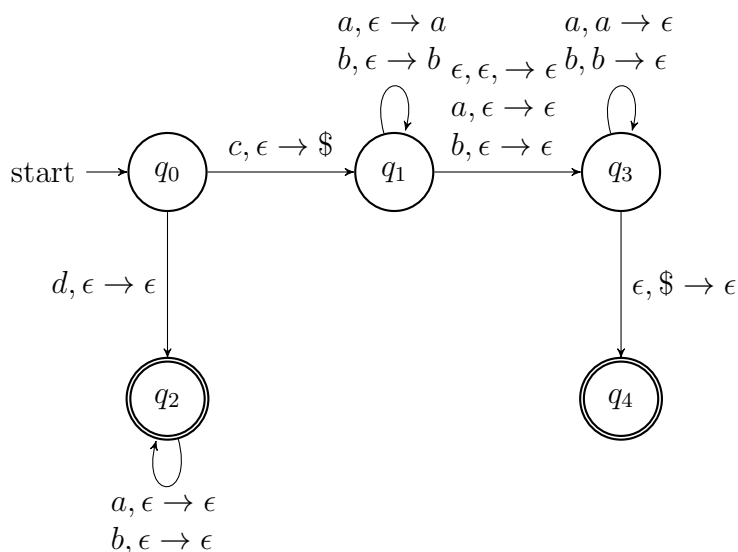 a, ϵ → a
b, ϵ → b
ϵ, ϵ, → ϵ
a, ϵ → ϵ
b, ϵ → ϵ
a, a → ϵ
b, b → ϵ
start
q₀
c, ϵ → $
q₁
q₃
d, ϵ → ϵ
ϵ, $ → ϵ
q₂
q₄
a, ϵ → ϵ
b, ϵ → ϵ